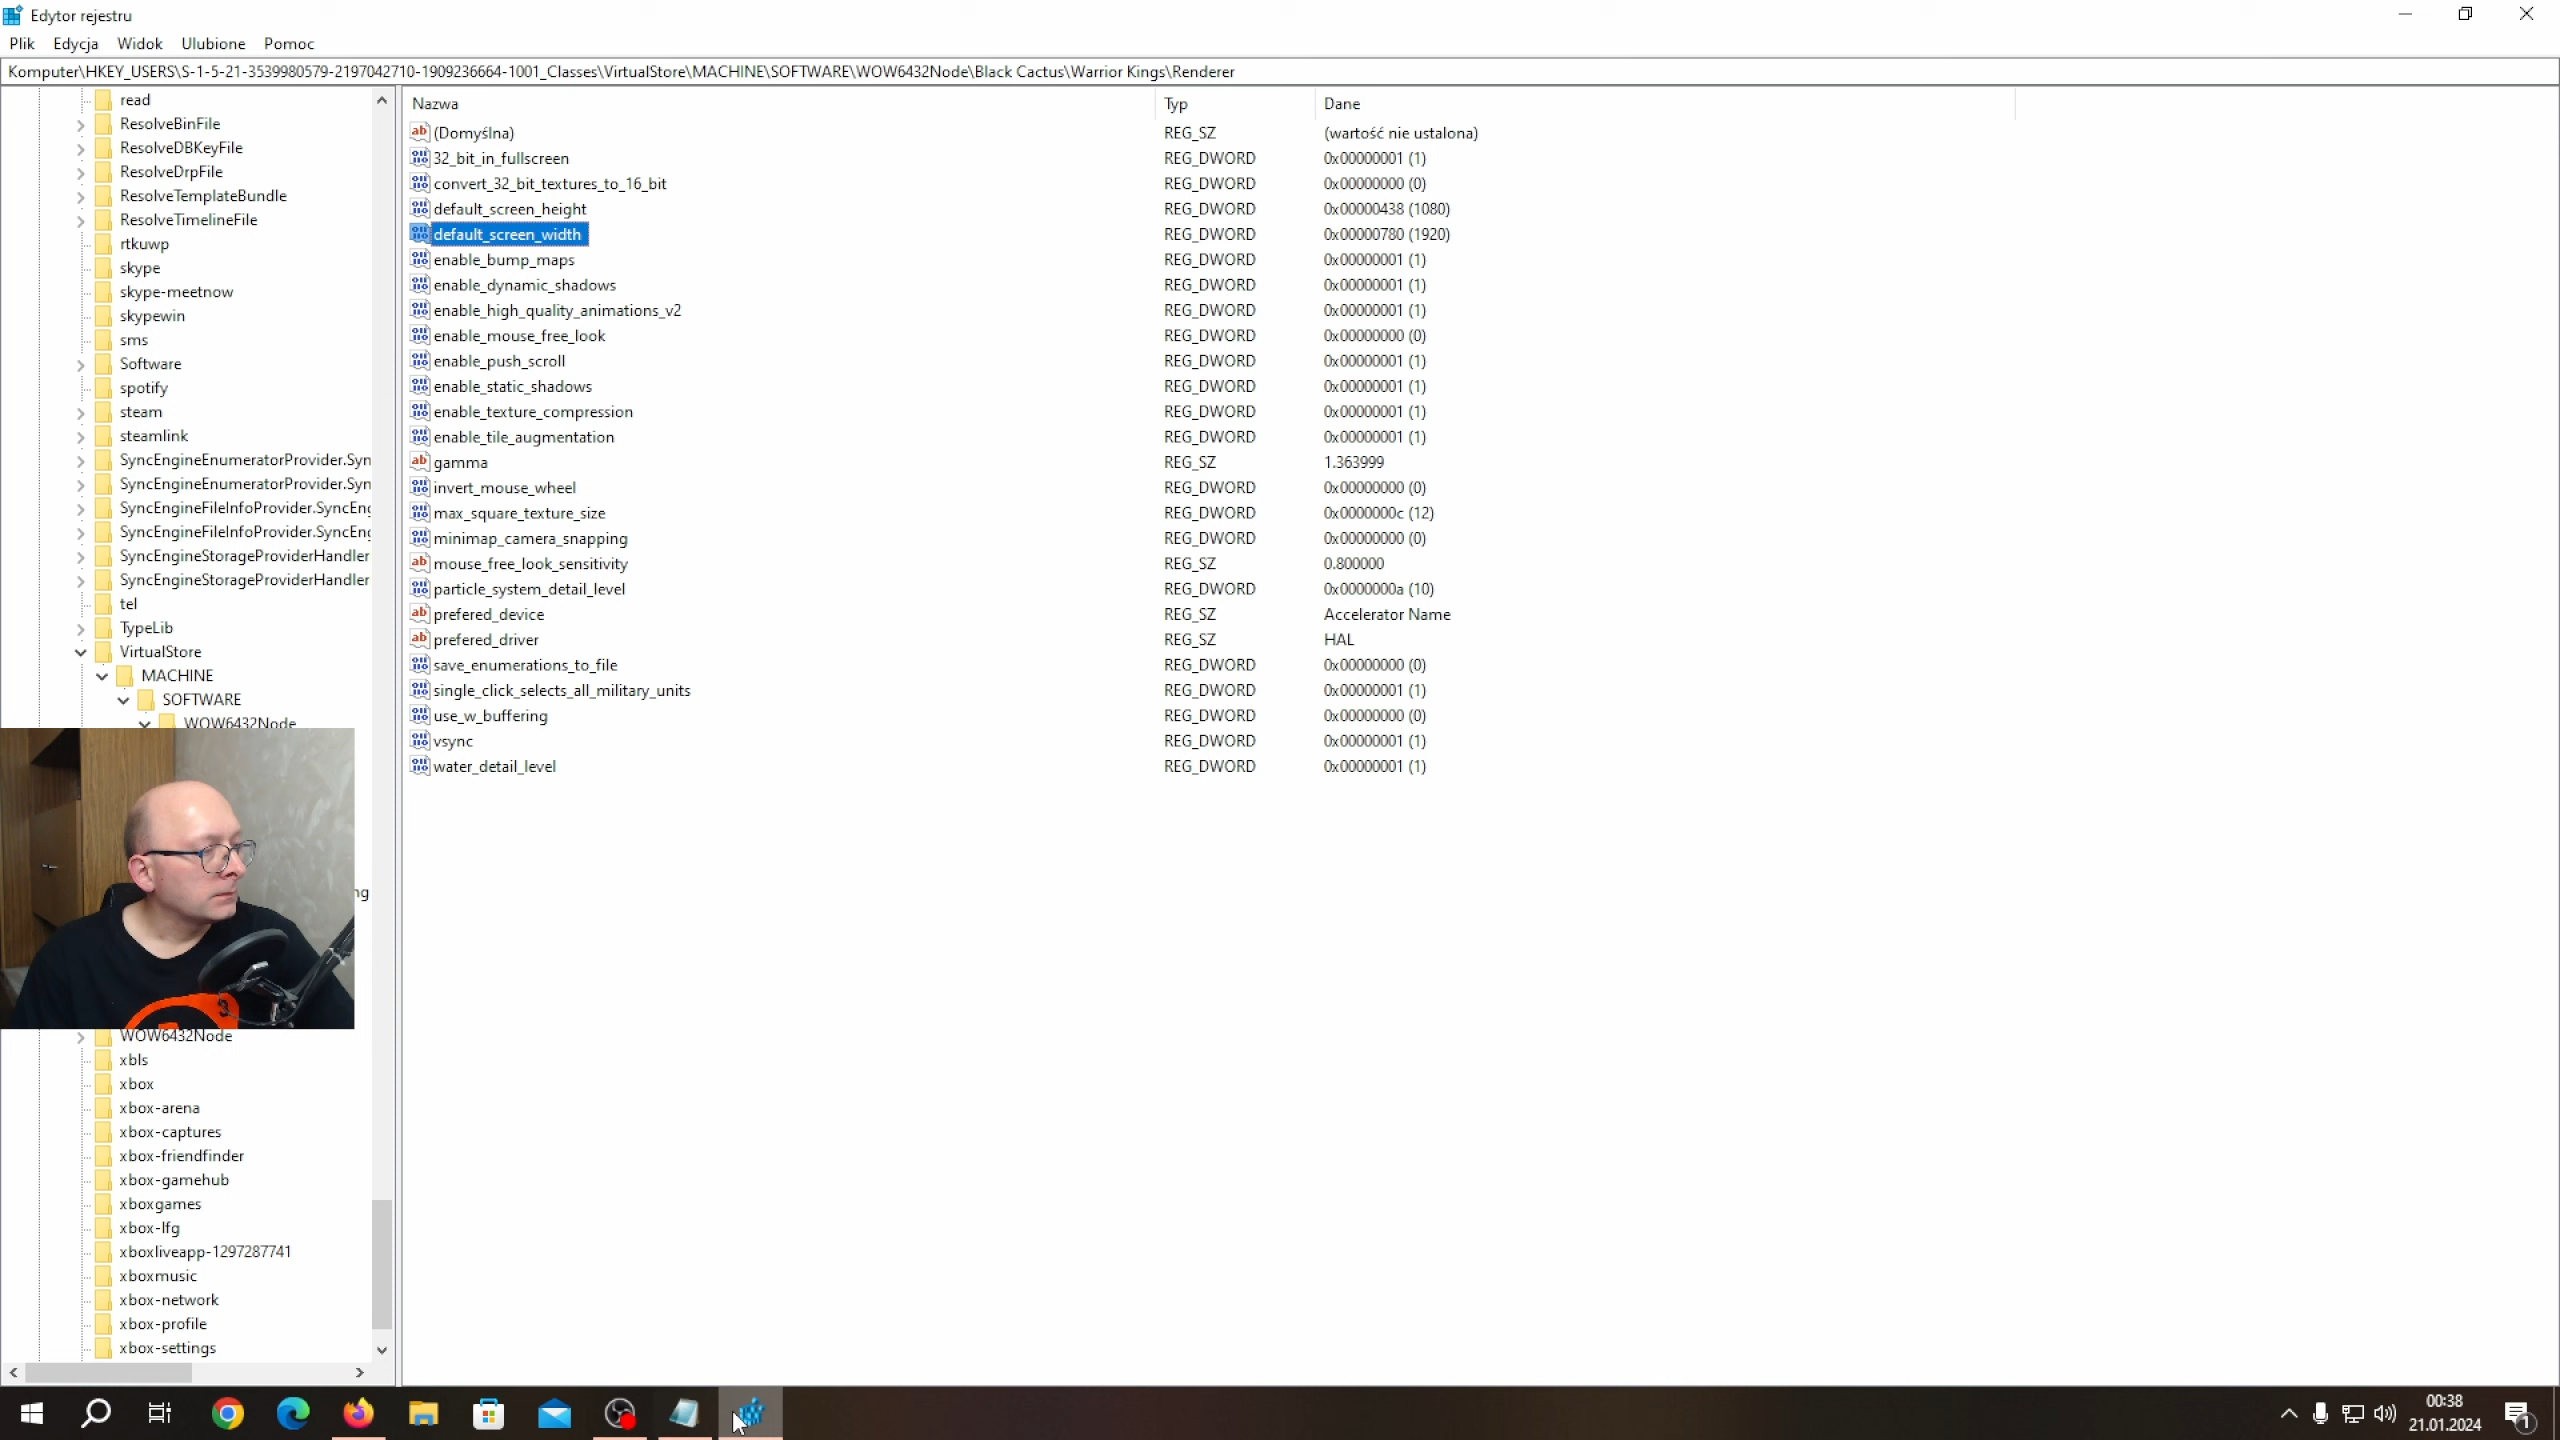 Edytor rejestru
Plik Edycja Widok Ulubione Pomoc
Komputer\HKEY_USERS\S-1-5-21-3539980579-2197042710-1909236664-1001_Classes\VirtualStore\MACHINE\SOFTWARE\WOW6432Node\Black Cactus\Warrior Kings\Renderer
read
ResolveBinFile
ResolveDBKeyFile
ResolveDrpFile
ResolveTemplateBundle
ResolveTimelineFile
rtkuwp
skype
skype-meetnow
skypewin
sms
Software
spotify
steam
steamlink
SyncEngineEnumeratorProvider.Syn
SyncEngineEnumeratorProvider.Syn
SyncEngineFileInfoProvider.SyncEng
SyncEngineFileInfoProvider.SyncEng
SyncEngineStorageProviderHandler
SyncEngineStorageProviderHandler
tel
TypeLib
VirtualStore
MACHINE
SOFTWARE
WOW6432Node
ng
WOW6432Node
xbls
xbox
xbox-arena
xbox-captures
xbox-friendfinder
xbox-gamehub
xboxgames
xbox-lfg
xboxliveapp-1297287741
xboxmusic
xbox-network
xbox-profile
xbox-settings
Nazwa Typ Dane
(Domyślna) REG_SZ (wartość nie ustalona)
32_bit_in_fullscreen REG_DWORD 0x00000001 (1)
convert_32_bit_textures_to_16_bit REG_DWORD 0x00000000 (0)
default_screen_height REG_DWORD 0x00000438 (1080)
default_screen_width REG_DWORD 0x00000780 (1920)
enable_bump_maps REG_DWORD 0x00000001 (1)
enable_dynamic_shadows REG_DWORD 0x00000001 (1)
enable_high_quality_animations_v2 REG_DWORD 0x00000001 (1)
enable_mouse_free_look REG_DWORD 0x00000000 (0)
enable_push_scroll REG_DWORD 0x00000001 (1)
enable_static_shadows REG_DWORD 0x00000001 (1)
enable_texture_compression REG_DWORD 0x00000001 (1)
enable_tile_augmentation REG_DWORD 0x00000001 (1)
gamma REG_SZ 1.363999
invert_mouse_wheel REG_DWORD 0x00000000 (0)
max_square_texture_size REG_DWORD 0x0000000c (12)
minimap_camera_snapping REG_DWORD 0x00000000 (0)
mouse_free_look_sensitivity REG_SZ 0.800000
particle_system_detail_level REG_DWORD 0x0000000a (10)
prefered_device REG_SZ Accelerator Name
prefered_driver REG_SZ HAL
save_enumerations_to_file REG_DWORD 0x00000000 (0)
single_click_selects_all_military_units REG_DWORD 0x00000001 (1)
use_w_buffering REG_DWORD 0x00000000 (0)
vsync REG_DWORD 0x00000001 (1)
water_detail_level REG_DWORD 0x00000001 (1)
00:38
21.01.2024
1